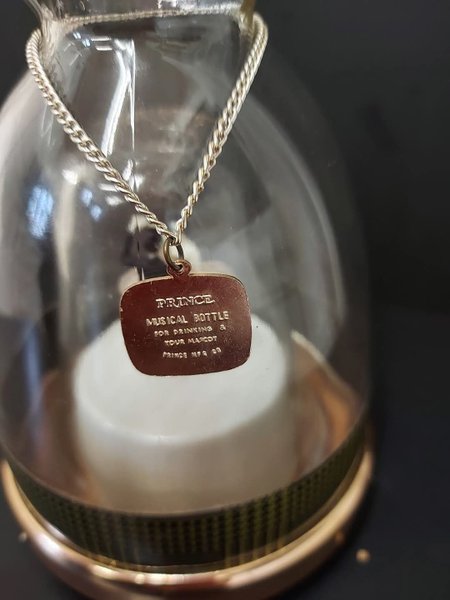 PRINCE
MUSICAL BOTTLE
FOR DRINKING &
YOUR MASCOT
PRINCE MFG CO